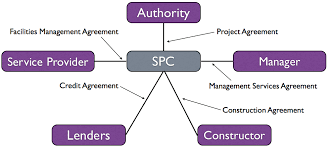 Authority
Facilities Management Agreement
Project Agreement
Service Provider
SPC
Manager
Credit Agreement
Management Services Agreement
Construction Agreement
Lenders
Constructor